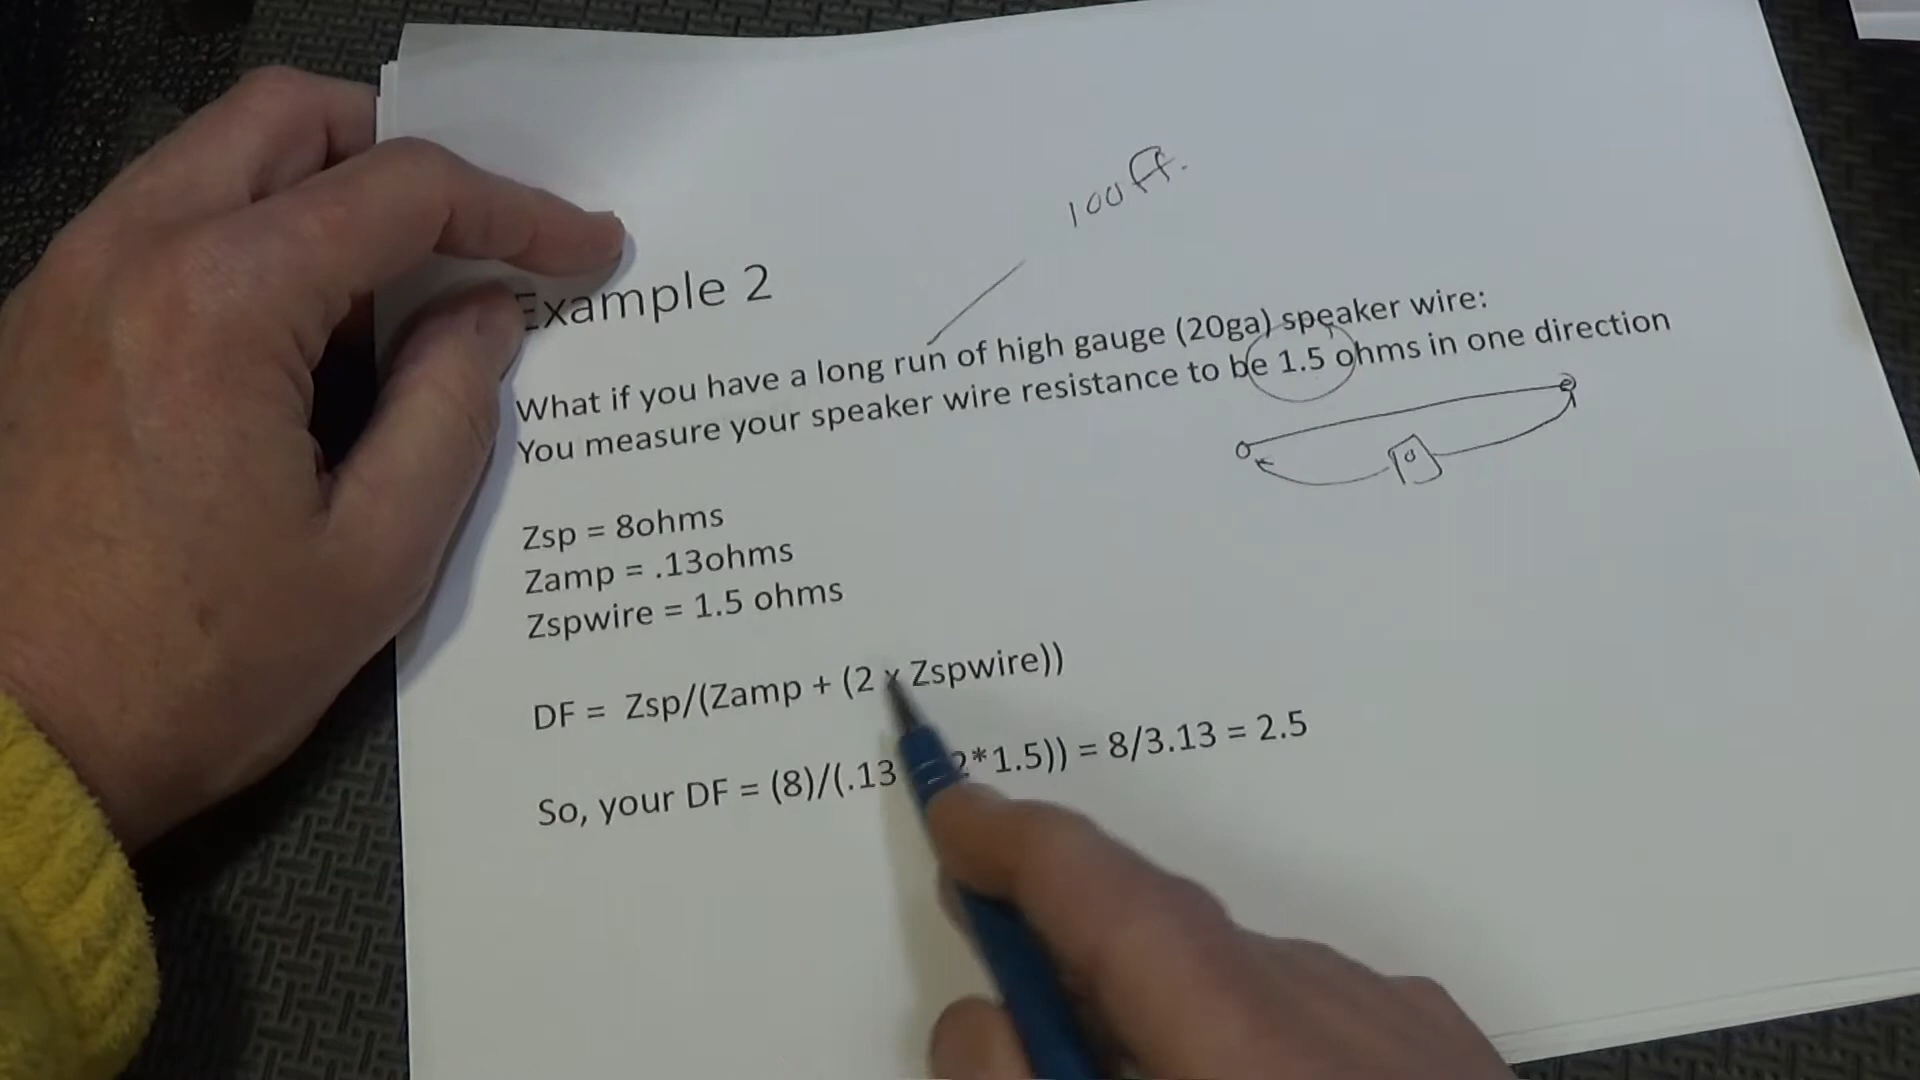 100ft.
Example 2
What if you have a long run of high gauge (20ga) speaker wire:
You measure your speaker wire resistance to be 1.5 ohms in one direction
Zsp = 8ohms
Zamp = .13ohms
Zspwire = 1.5 ohms
DF = Zsp/(Zamp + (2 x Zspwire))
So, your DF = (8)/(.13 2*1.5)) = 8/3.13 = 2.5